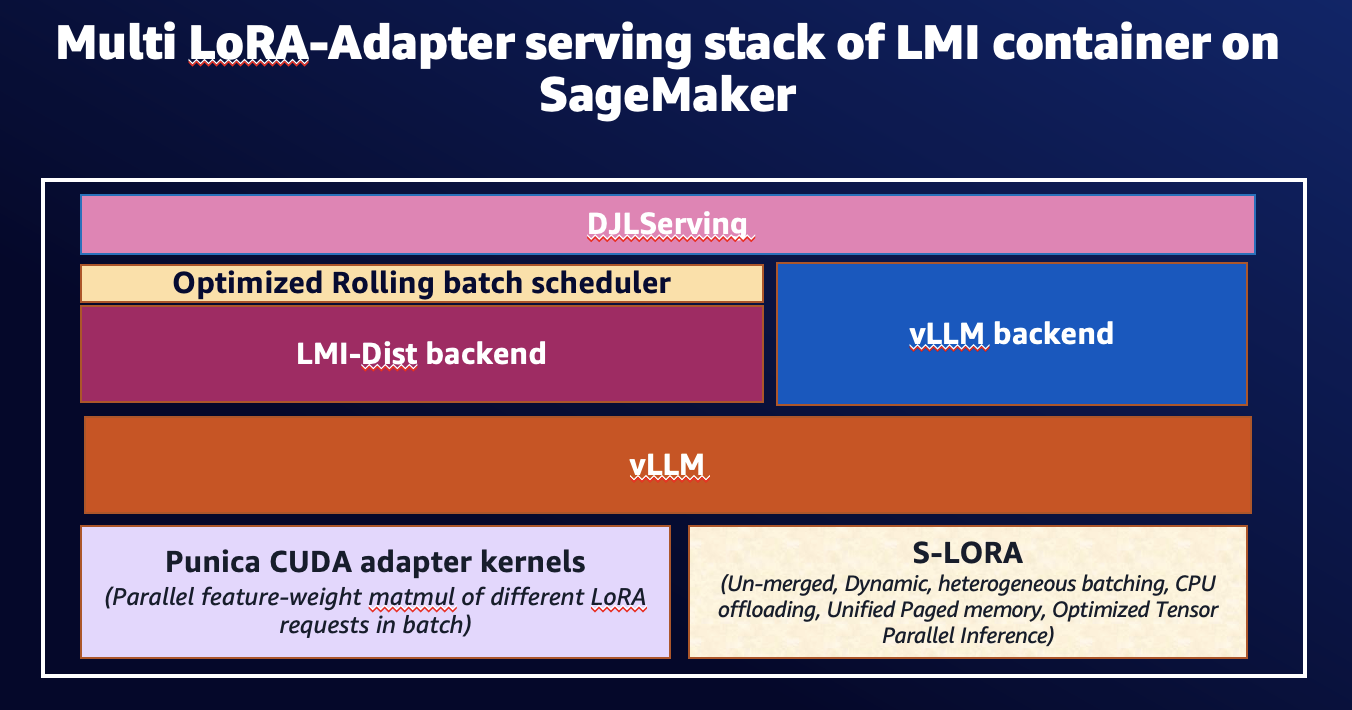 Multi LoRA-Adapter serving stack of LMI container on
SageMaker
DJLServing
Optimized Rolling batch scheduler
LMI-Dist backend
vLLM backend
vLLM
Punica CUDA adapter kernels
(Parallel feature-weight matmul of different LoRA
requests in batch)
S-LORA
(Un-merged, Dynamic, heterogeneous batching, CPU
offloading, Unified Paged memory, Optimized Tensor
Parallel Inference)